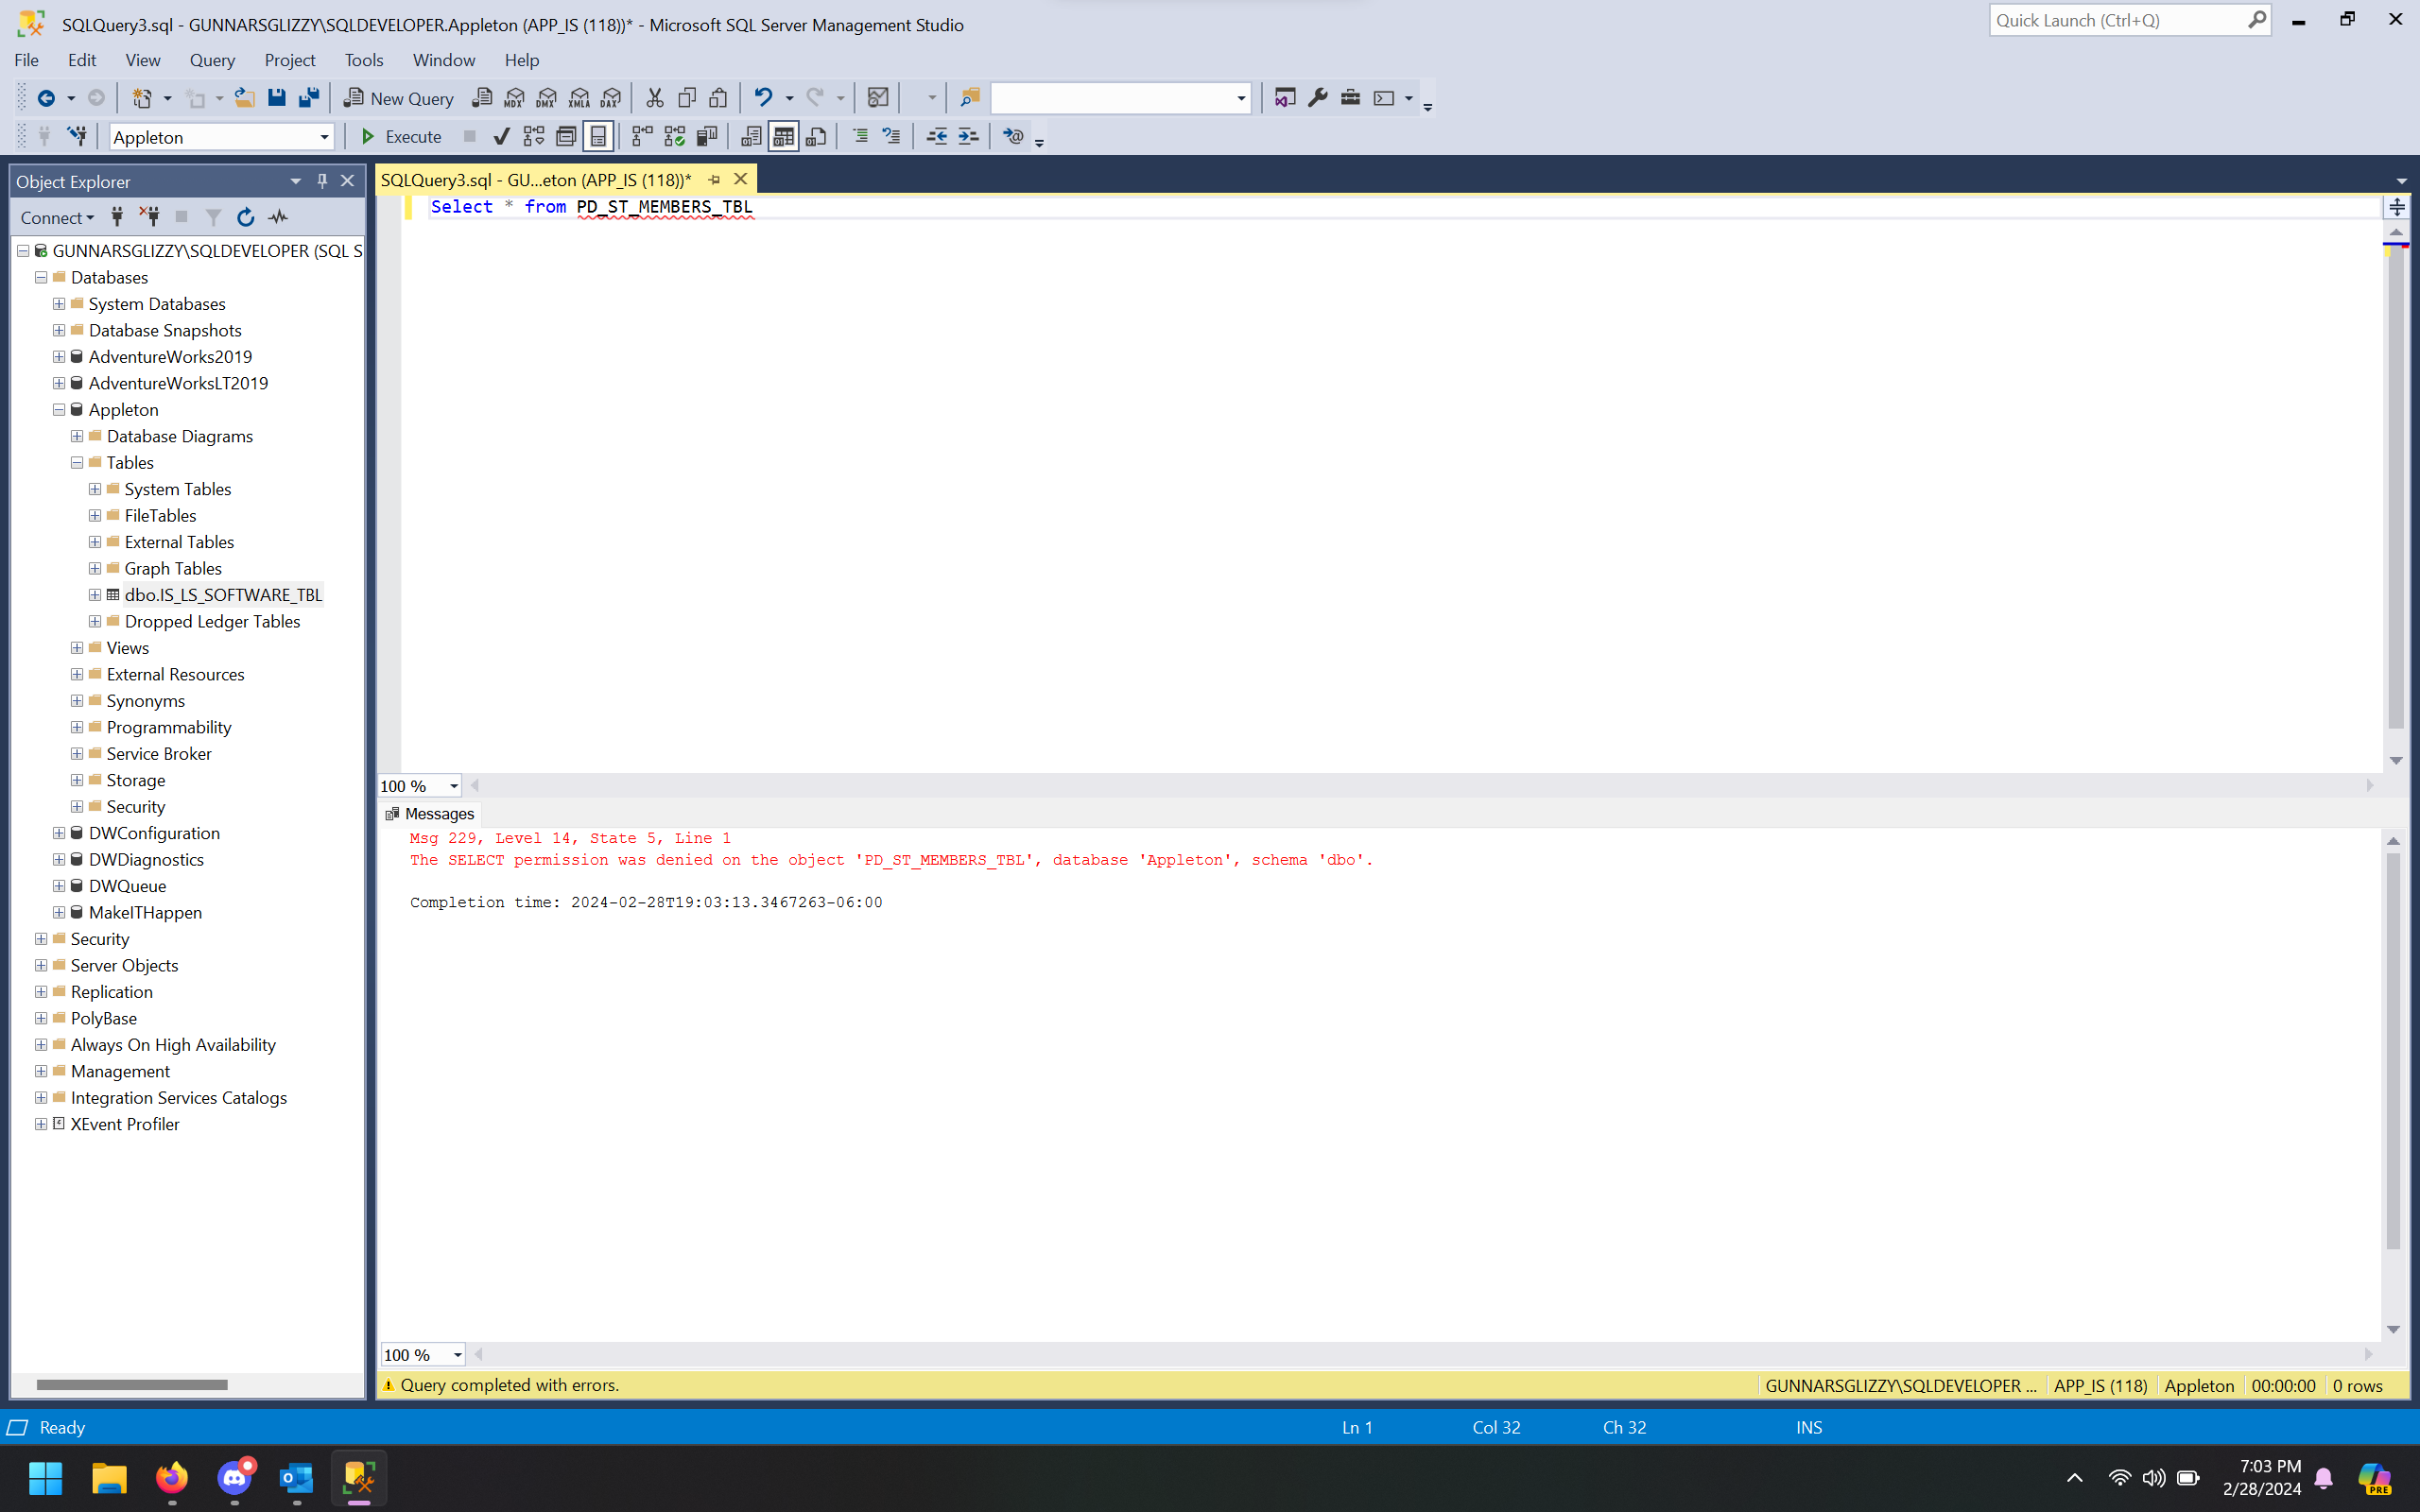 SQLQuery3.sql - GUNNARSGLIZZY\SQLDEVELOPER.Appleton (APP_IS (118))* - Microsoft SQL Server Management Studio
Quick Launch (Ctrl+Q)
File Edit View Query Project Tools Window Help
New Query MDX DMX XMLA DAX
Appleton Execute
Object Explorer
SQLQuery3.sql - GU...eton (APP_IS (118))*
Connect
Select * from PD_ST_MEMBERS_TBL
GUNNARSGLIZZY\SQLDEVELOPER (SQL S
Databases
System Databases
Database Snapshots
AdventureWorks2019
AdventureWorksLT2019
Appleton
Database Diagrams
Tables
System Tables
FileTables
External Tables
Graph Tables
dbo.IS_LS_SOFTWARE_TBL
Dropped Ledger Tables
Views
External Resources
Synonyms
Programmability
Service Broker
Storage
Security
DWConfiguration
DWDiagnostics
DWQueue
MakeITHappen
Security
Server Objects
Replication
PolyBase
Always On High Availability
Management
Integration Services Catalogs
XEvent Profiler
100 %
Messages
Msg 229, Level 14, State 5, Line 1
The SELECT permission was denied on the object 'PD_ST_MEMBERS_TBL', database 'Appleton', schema 'dbo'.
Completion time: 2024-02-28T19:03:13.3467263-06:00
100 %
Query completed with errors.
GUNNARSGLIZZY\SQLDEVELOPER ... APP_IS (118) Appleton 00:00:00 0 rows
Ready Ln 1 Col 32 Ch 32 INS
7:03 PM
2/28/2024
PRE